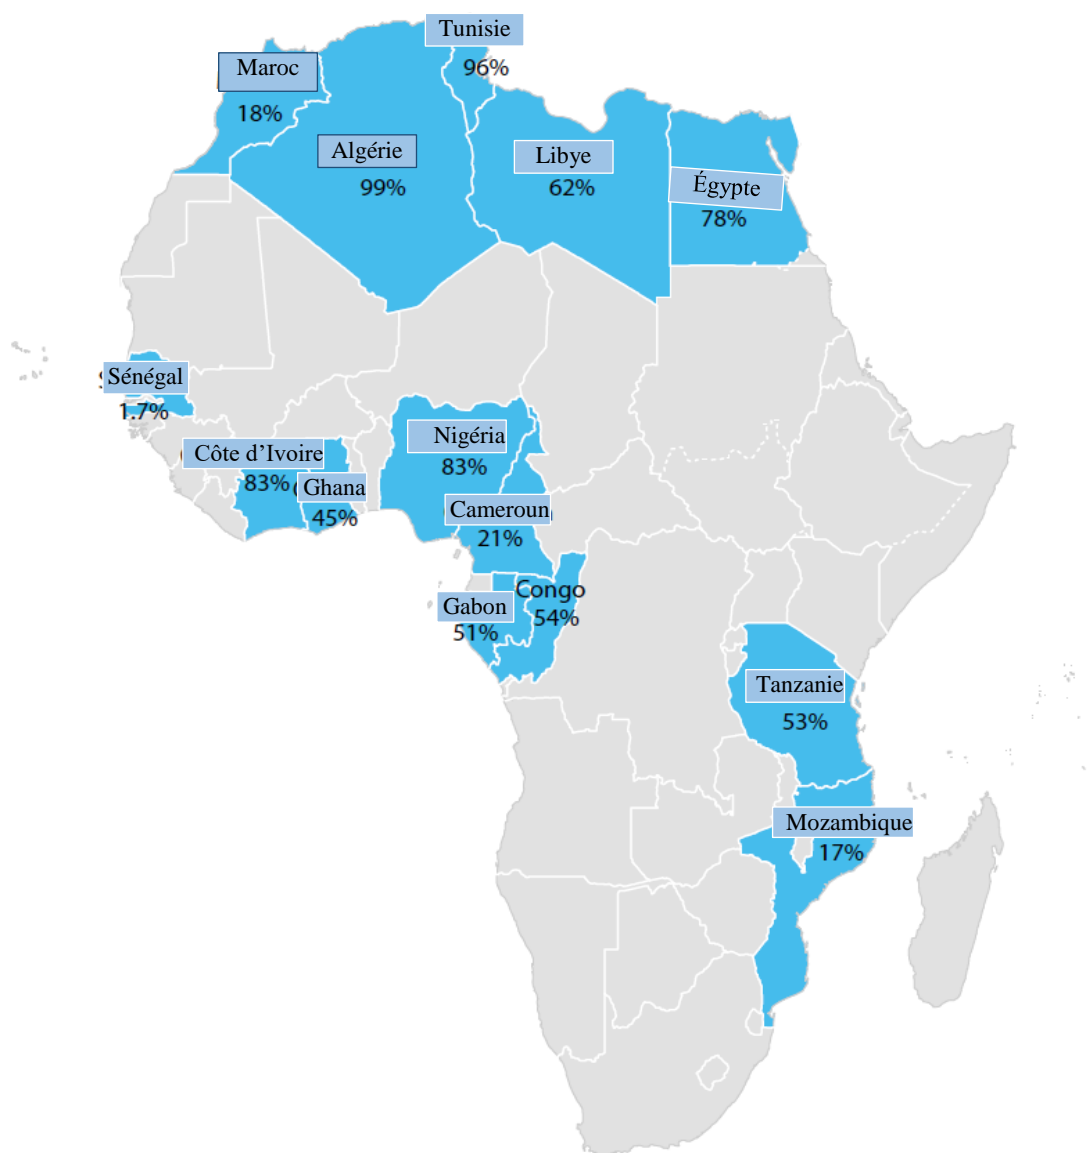 Tunisie
96%
Maroc
18%
Algérie
99%
Libye
62%
Égypte
78%
Sénégal
1.7%
Côte d’Ivoire
83%
Ghana
45%
Nigéria
83%
Cameroun
21%
Gabon
51%
Congo
54%
Tanzanie
53%
Mozambique
17%